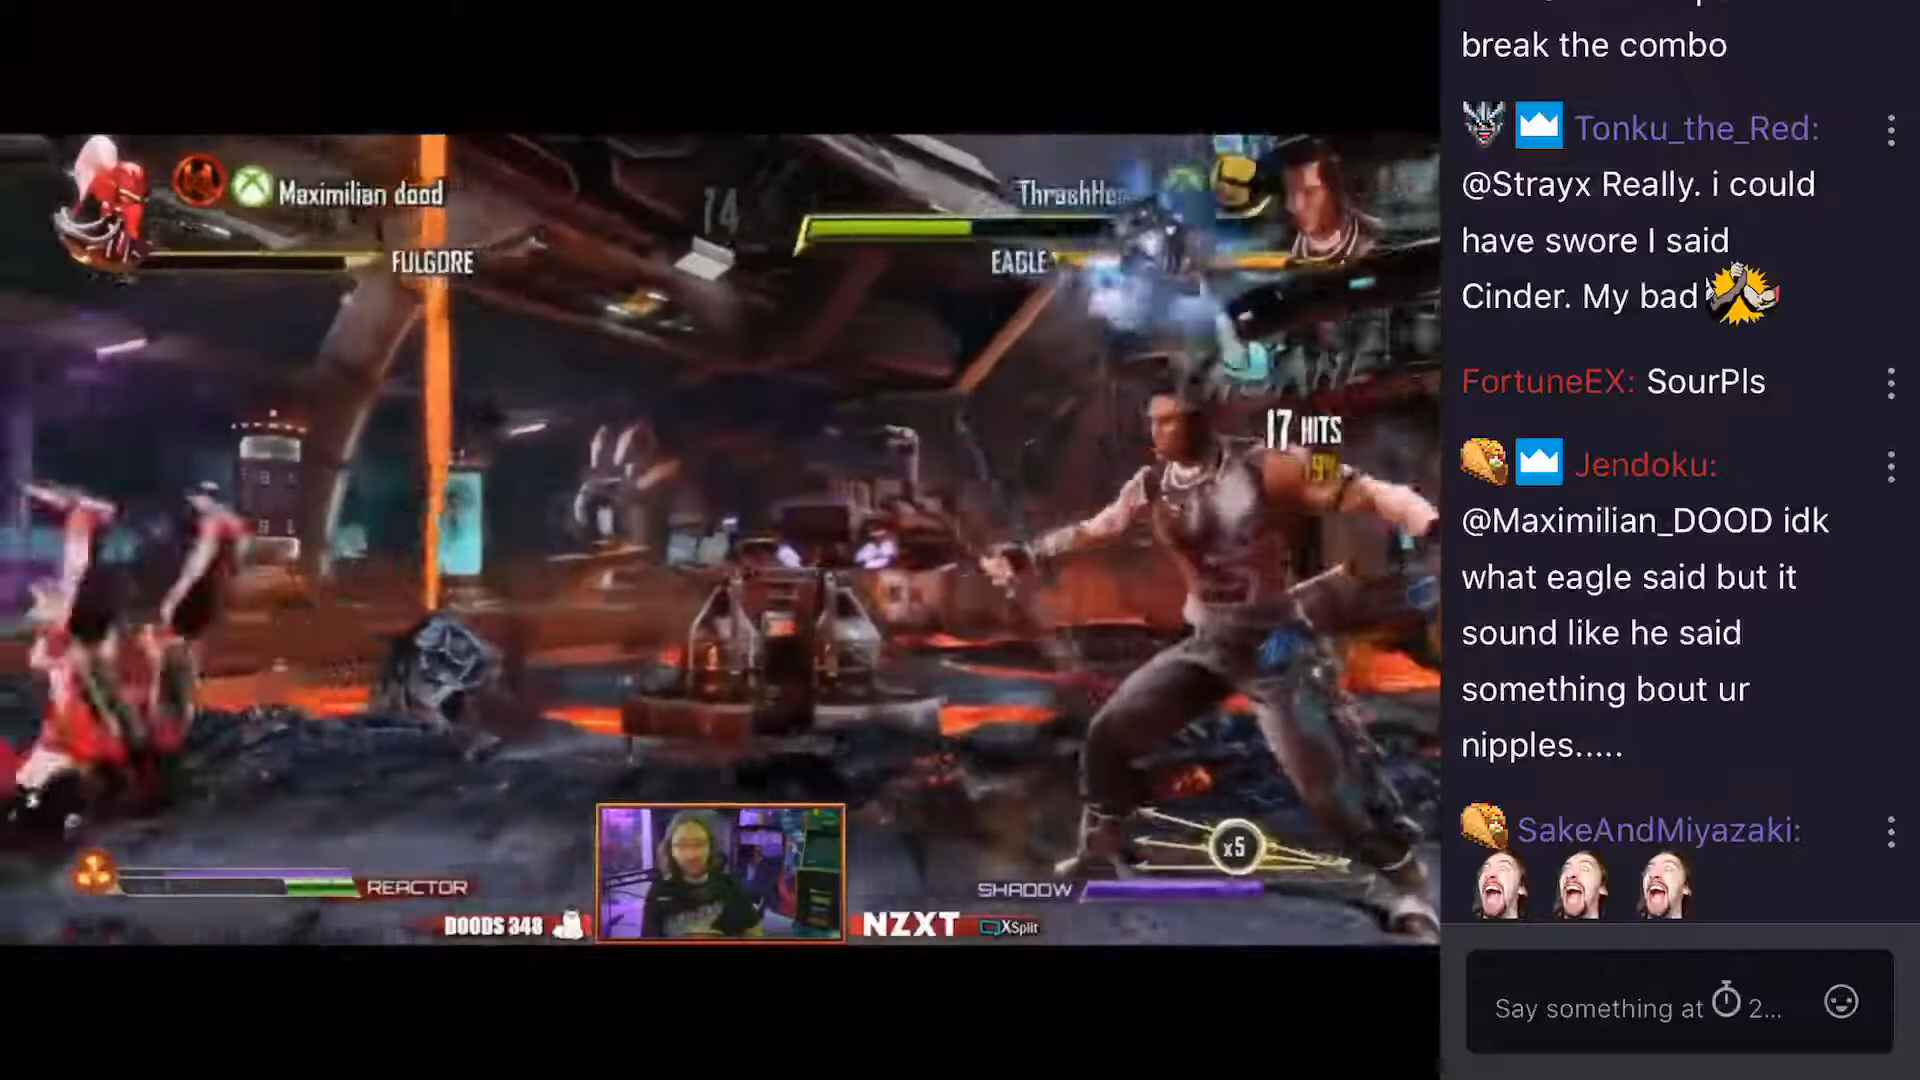 Maximilian dood
74
FULGORE
EAGLE
17 HITS
x5
REACTOR
SHADOW
DOODS 348
NZXT
XSplit
break the combo
Tonku_the_Red:
@Strayx Really. i could
have swore I said
Cinder. My bad
FortuneEX: SourPls
Jendoku:
@Maximilian_DOOD idk
what eagle said but it
sound like he said
something bout ur
nipples.....
SakeAndMiyazaki:
Say something at 2...